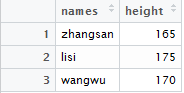 names height
1 zhangsan 165
2 lisi 175
3 wangwu 170